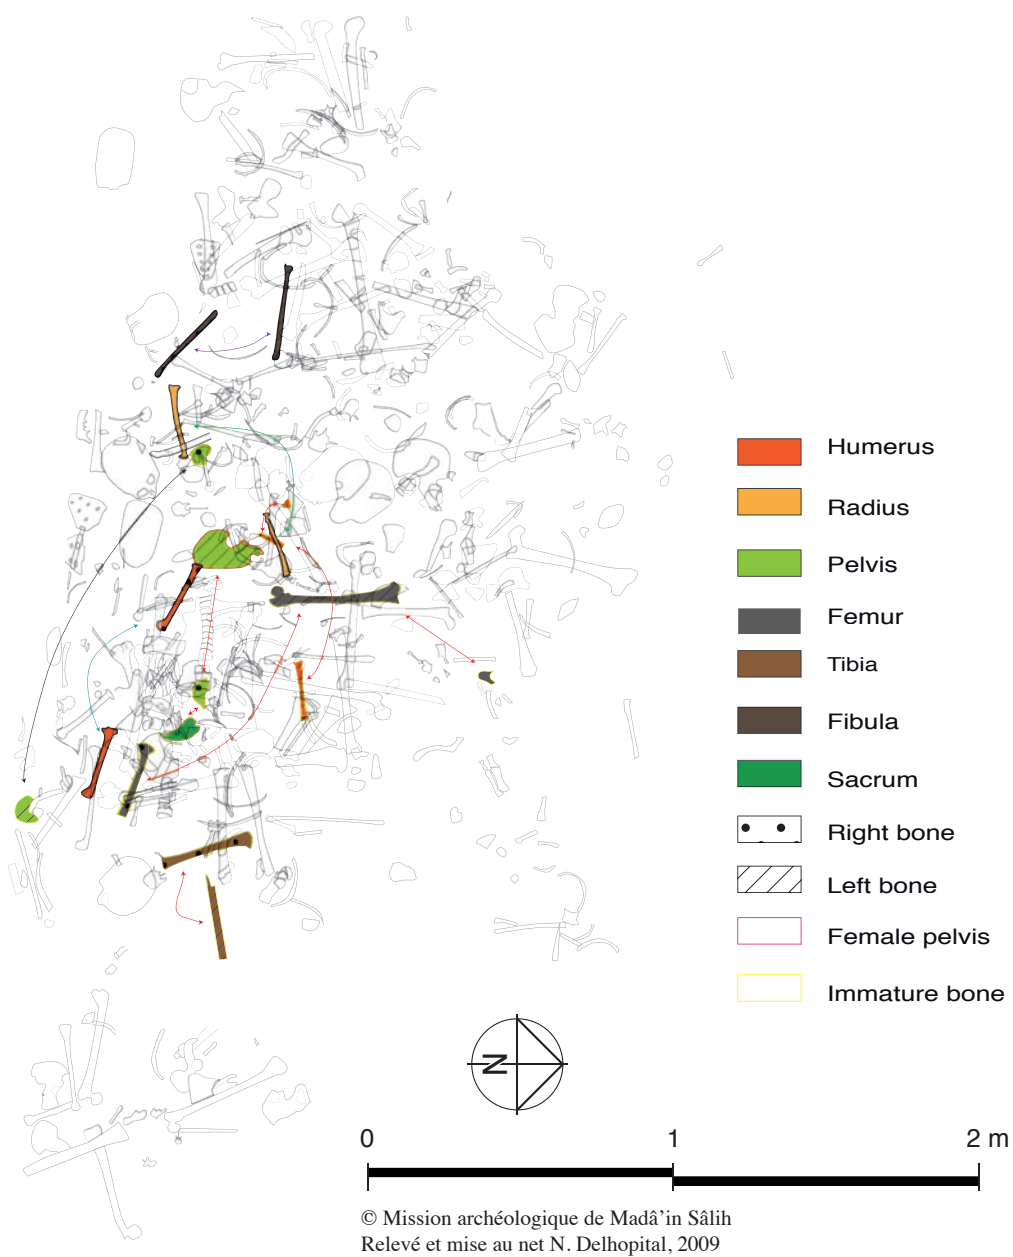 Humerus
Radius
Pelvis
Femur
Tibia
Fibula
Sacrum
Right bone
Left bone
Female pelvis
Immature bone
N
0 1 2 m
© Mission archéologique de Madâ’in Sâlih
Relevé et mise au net N. Delhopital, 2009